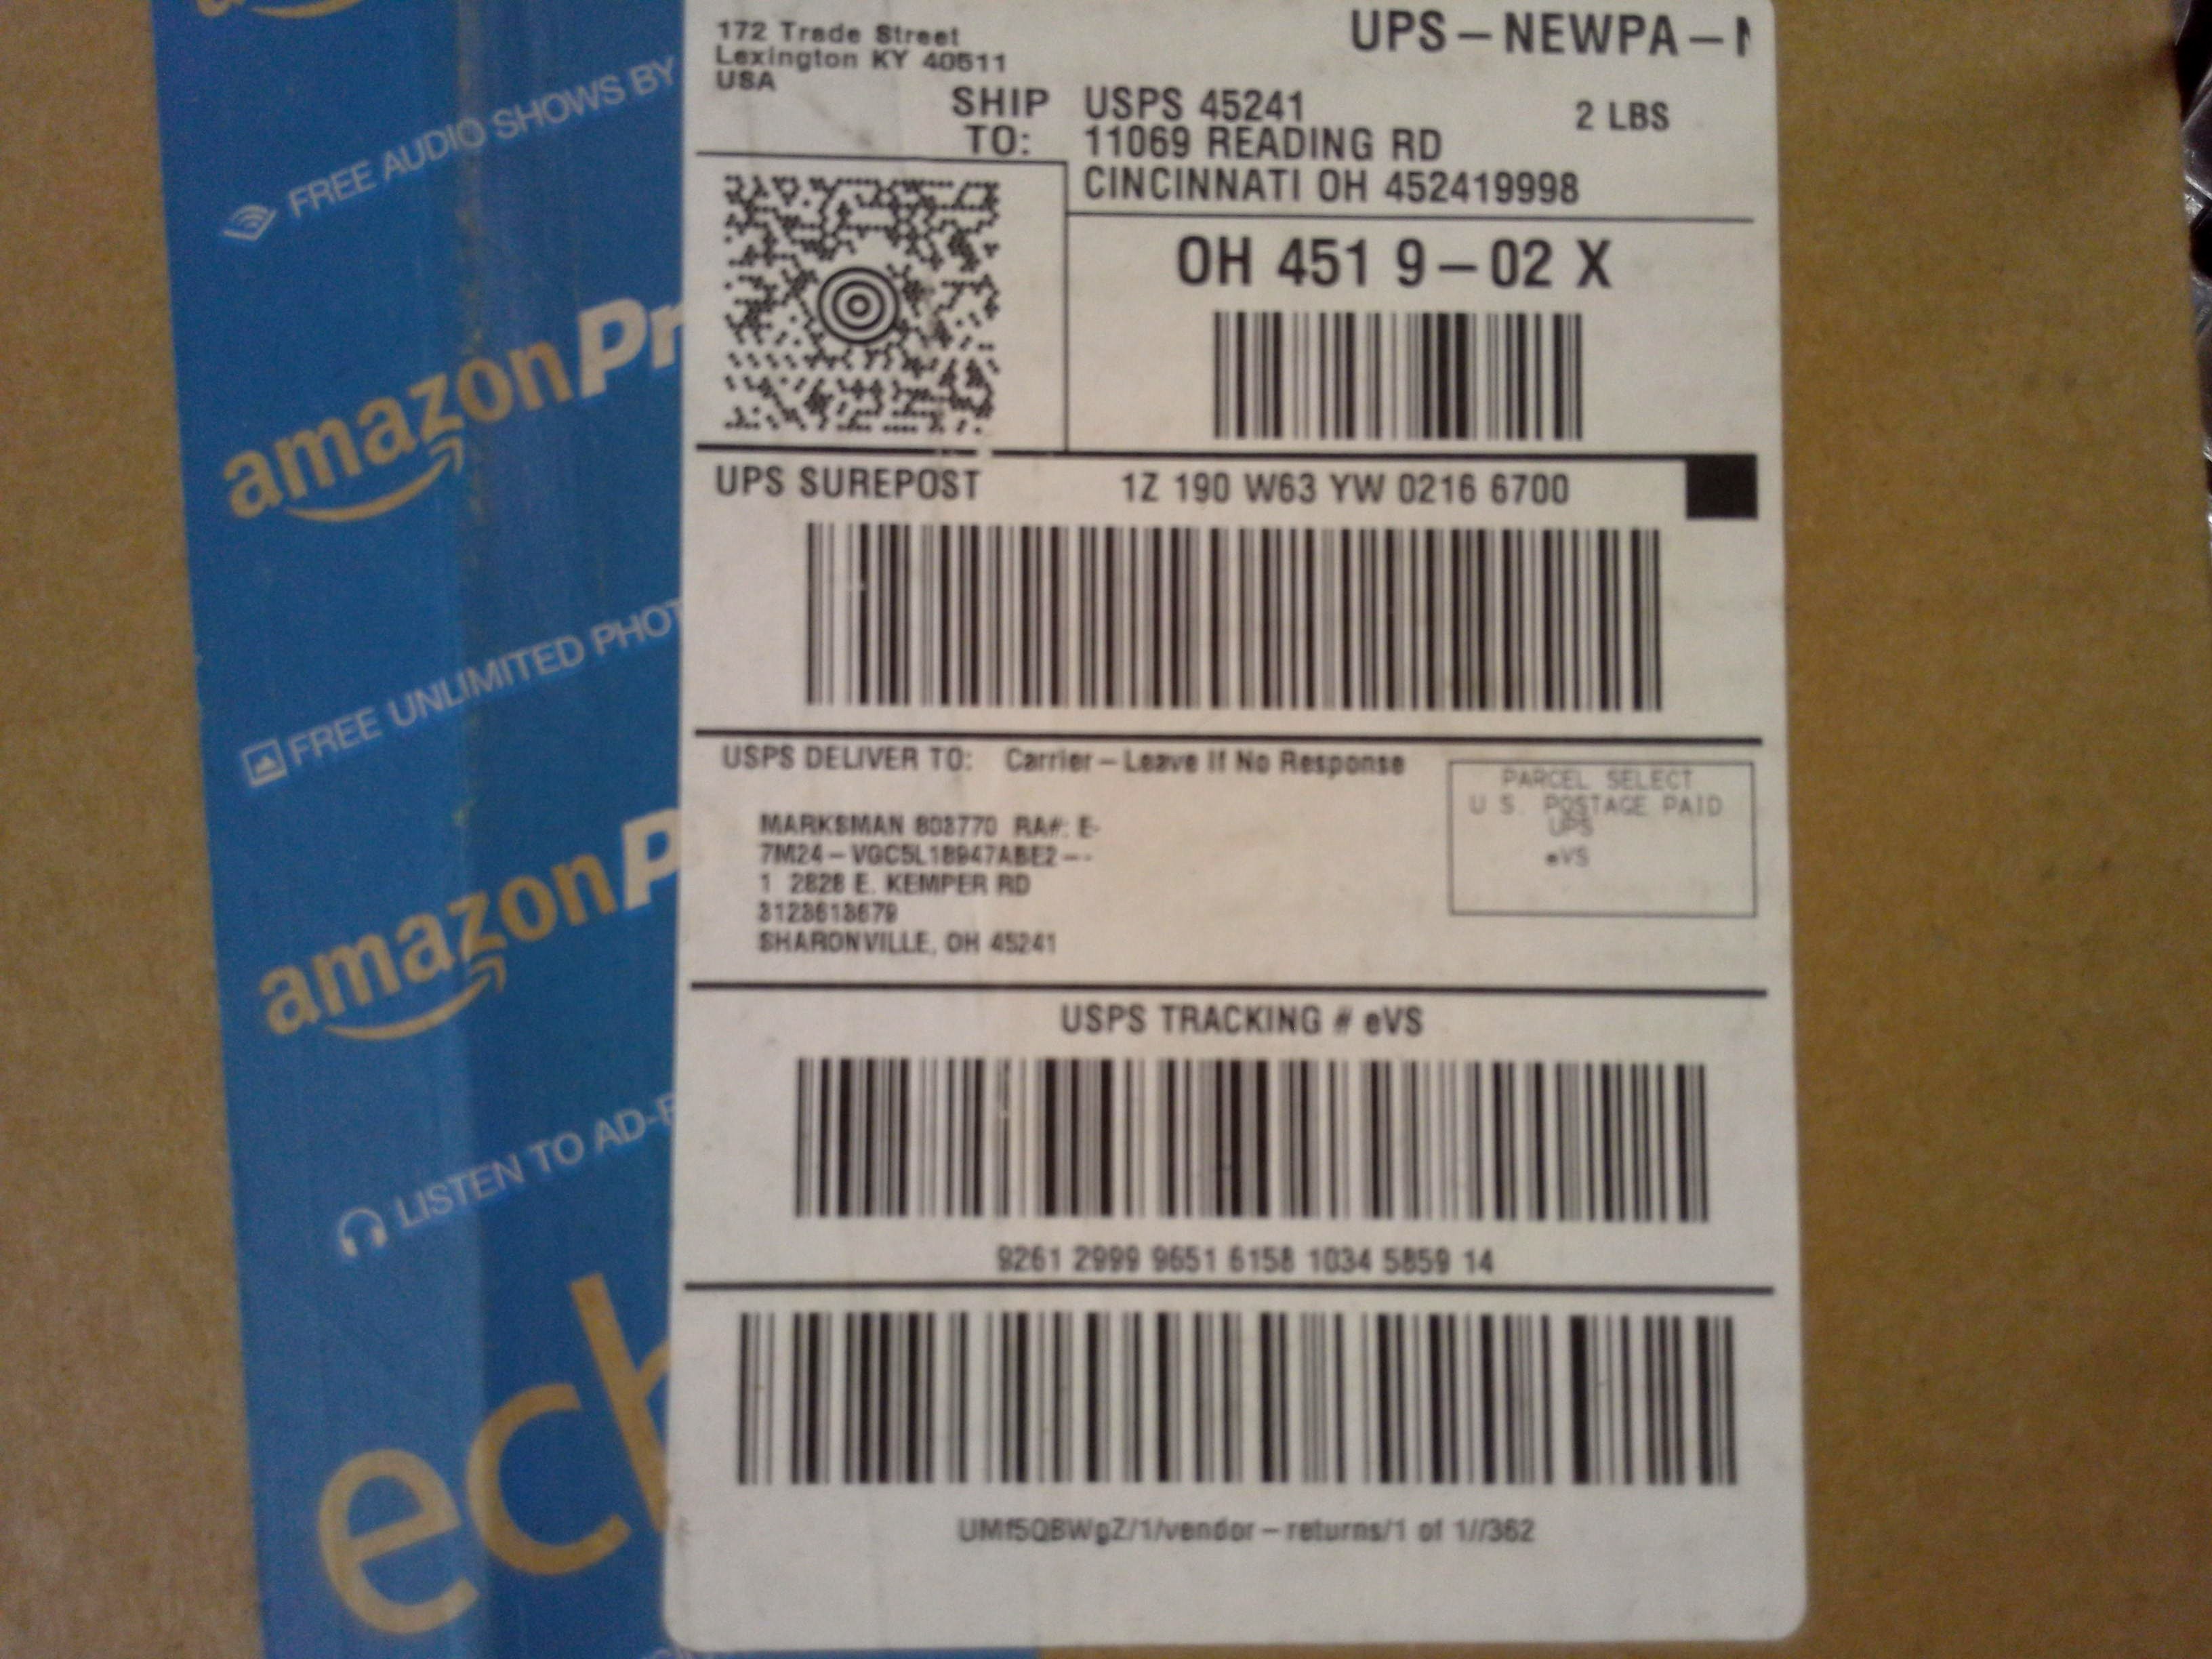 172 Trade Street
Lexington KY 40511
USA
UPS-NEWPA-
SHIP TO:
USPS 45241
2 LBS
11069 READING RD
CINCINNATI OH 452419998
OH 451 9-02 X
UPS SUREPOST 1Z 190 W63 YW 0216 6700
USPS DELIVER TO: Carrier-Leave If No Response
PARCEL SELECT
U S. POSTAGE PAID
UPS
eVS
MARKSMAN 803770 RA#: E-
7M24-VGC5L18947ABE2--
1 2828 E. KEMPER RD
3123613679
SHARONVILLE, OH 45241
USPS TRACKING # eVS
9261 2999 9651 6158 1034 5859 14
UMf5QBWgZ/1/vendor-returns/1 of 1//362
FREE AUDIO SHOWS BY
amazonPr
FREE UNLIMITED PHOT
amazonP
LISTEN TO AD-
ech